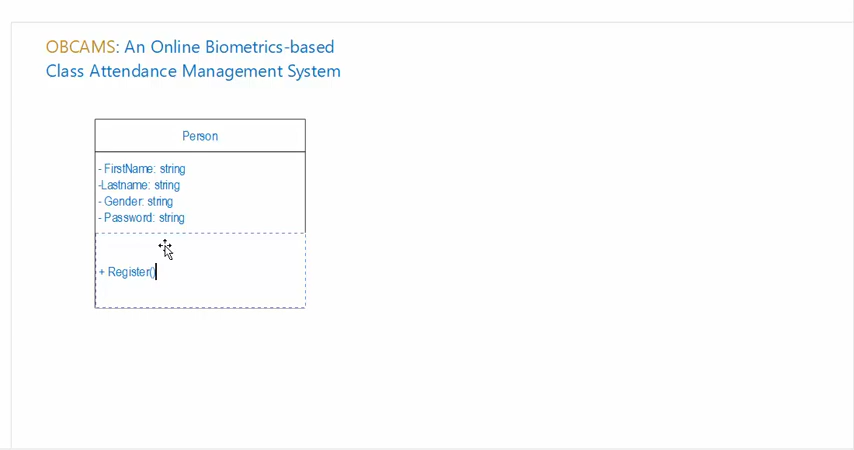 OBCAMS: An Online Biometrics-based
Class Attendance Management System
Person
- FirstName: string
-Lastname: string
- Gender: string
- Password: string
+ Register()